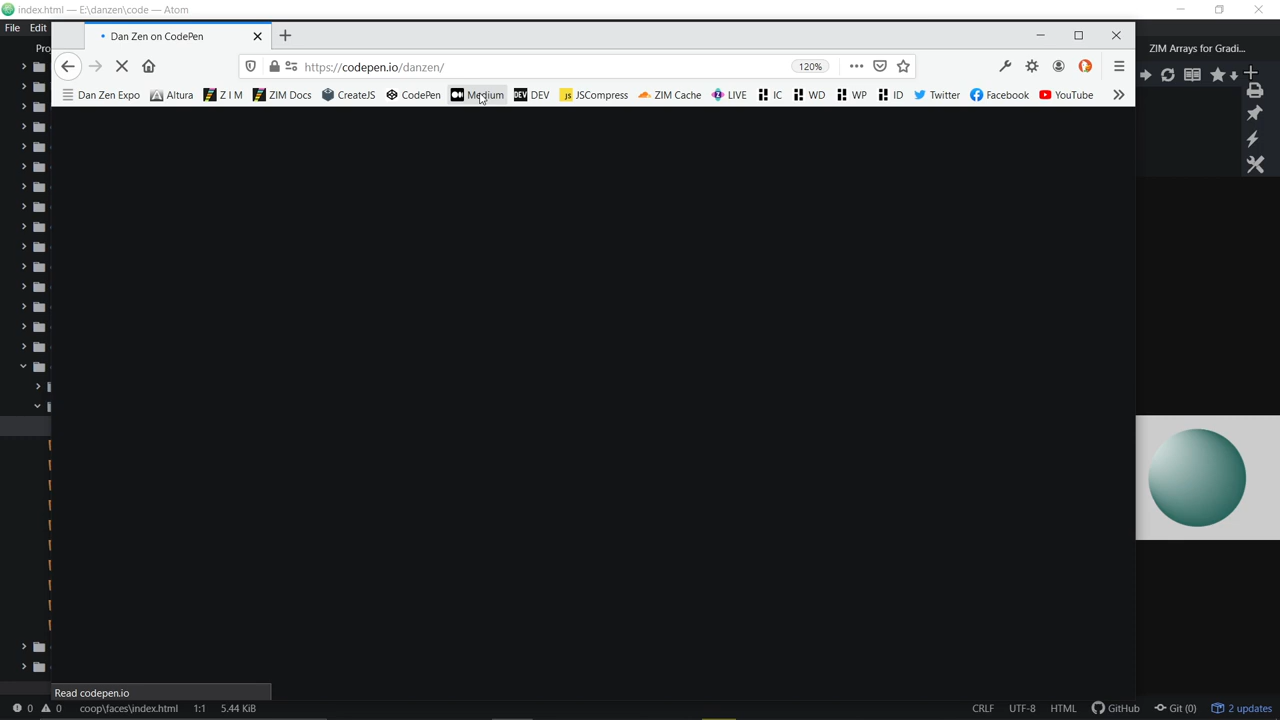 index.html — E:\danzen\code — Atom
File Edit
Dan Zen on CodePen
Pro
ZIM Arrays for Gradi...
https://codepen.io/danzen/
120%
Dan Zen Expo Altura Z I M ZIM Docs CreateJS CodePen Medium DEV DEV JS JSCompress ZIM Cache LIVE IC WD WP ID Twitter Facebook YouTube
Read codepen.io
0 0 coop\faces\index.html 1:1 5.44 KiB CRLF UTF-8 HTML GitHub Git (0) 2 updates